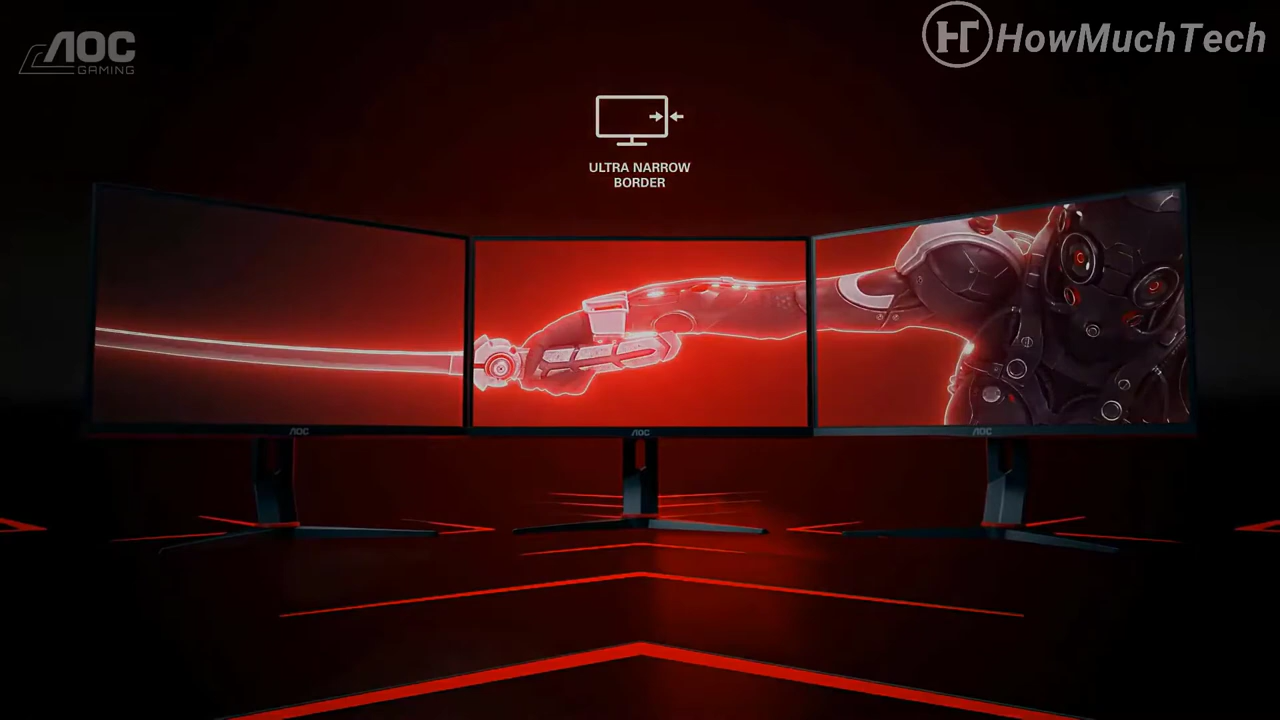 AOC
GAMING
HowMuchTech
ULTRA NARROW
BORDER
AOC
AOC
AOC